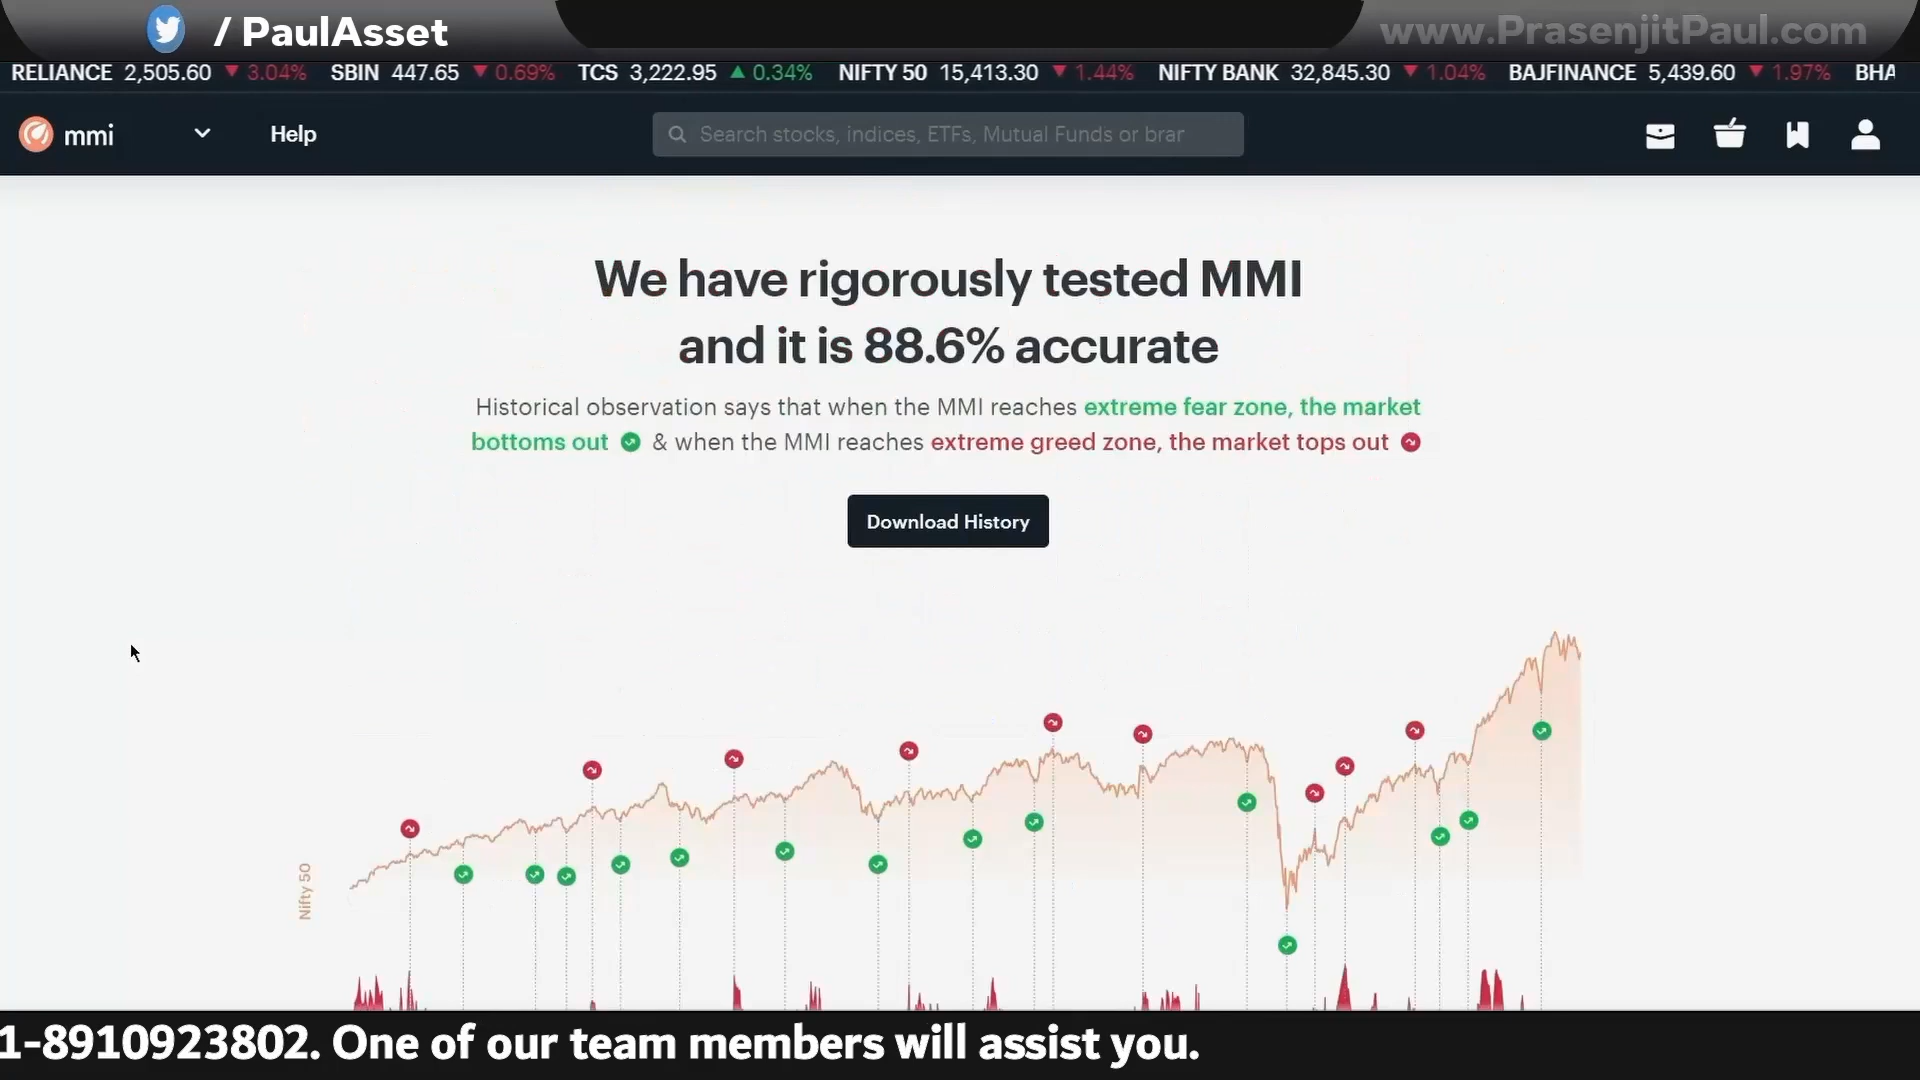 / PaulAsset
www.PrasenjitPaul.com
RELIANCE 2,505.60 ▼ 3.04% SBIN 447.65 ▼ 0.69% TCS 3,222.95 ▲ 0.34% NIFTY 50 15,413.30 ▼ 1.44% NIFTY BANK 32,845.30 ▼ 1.04% BAJFINANCE 5,439.60 ▼ 1.97% BHA
mmi
Help
Search stocks, indices, ETFs, Mutual Funds or brar
We have rigorously tested MMI
and it is 88.6% accurate
Historical observation says that when the MMI reaches extreme fear zone, the market
bottoms out & when the MMI reaches extreme greed zone, the market tops out
Download History
Nifty 50
1-8910923802. One of our team members will assist you.